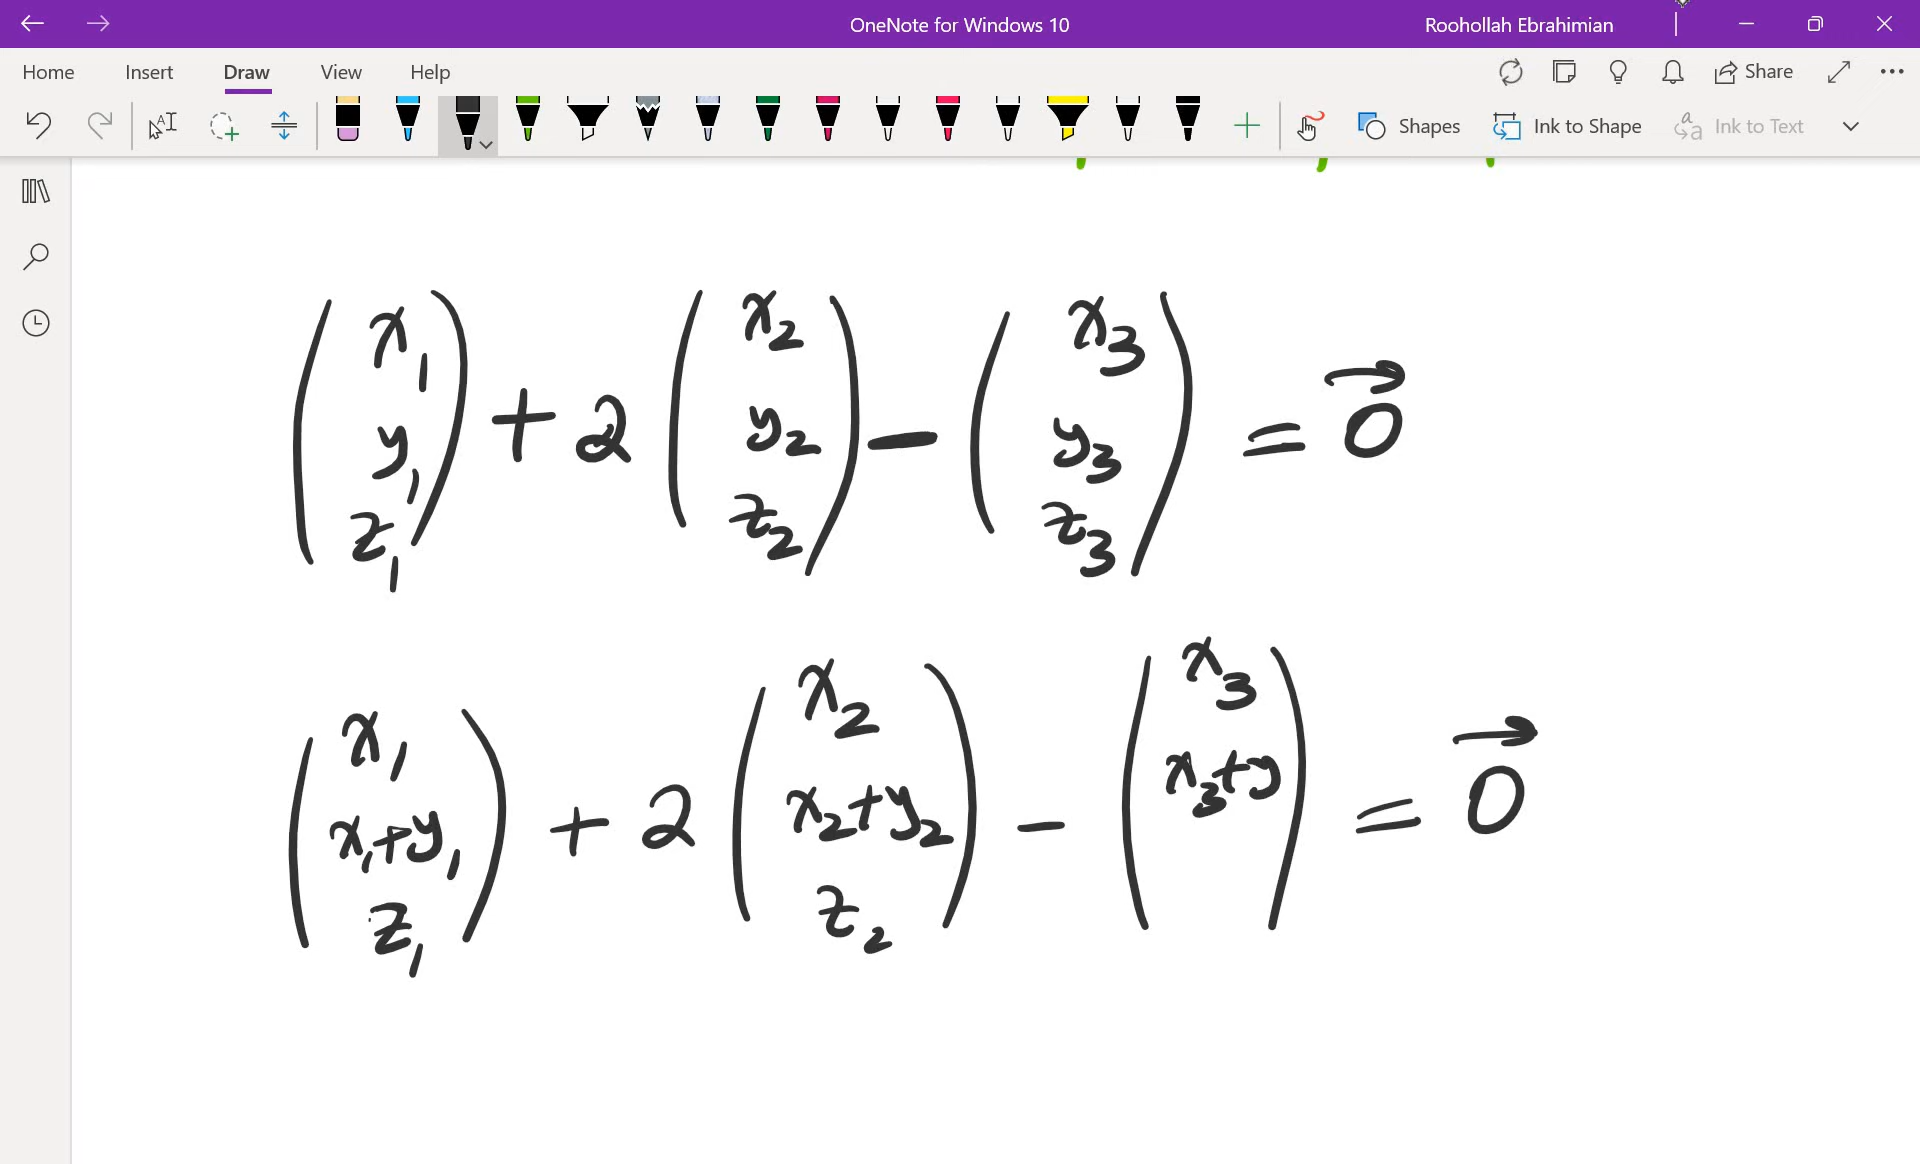 OneNote for Windows 10
Roohollah Ebrahimian
Home Insert Draw View Help
Share
Shapes Ink to Shape Ink to Text
(x₁ y₁ z₁) + 2 (x₂ y₂ z₂) − (x₃ y₃ z₃) = 0⃗
(x₁ x₁+y₁ z₁) + 2 (x₂ x₂+y₂ z₂) − (x₃ x₃+y) = 0⃗